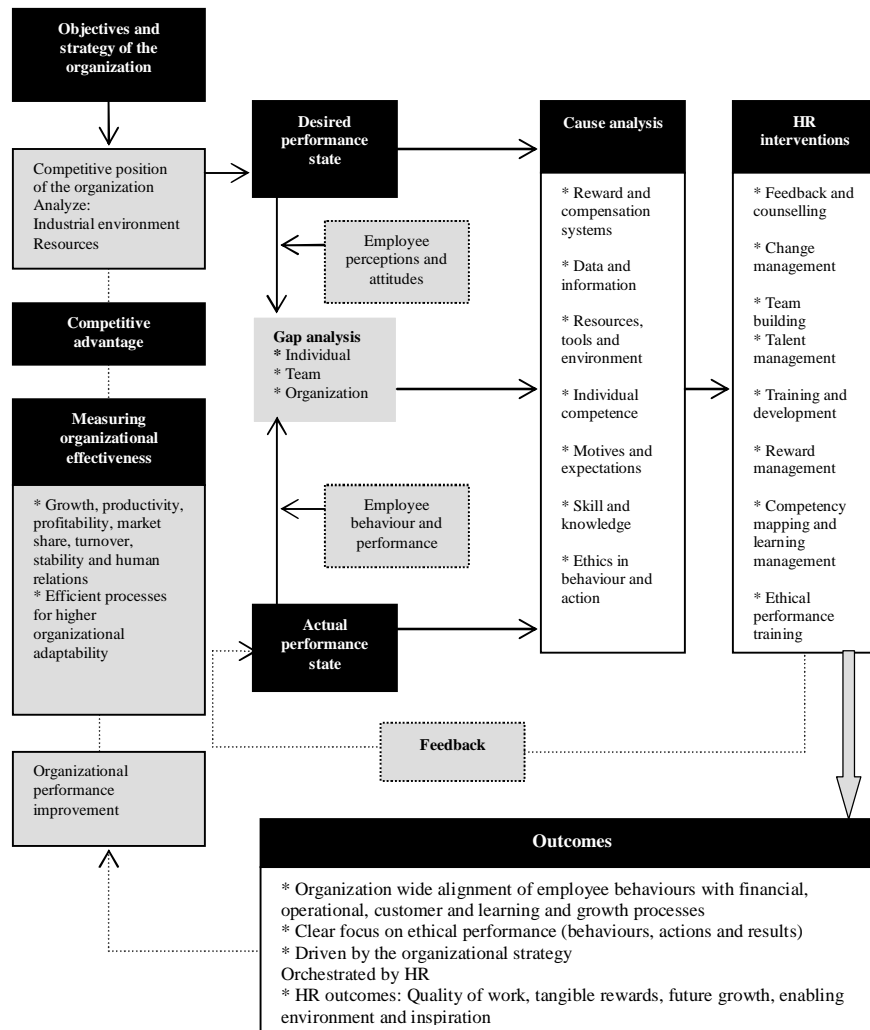 Objectives and
strategy of the
organization
Competitive position
of the organization
Analyze:
Industrial environment
Resources
Competitive
advantage
Measuring
organizational
effectiveness
* Growth, productivity,
profitability, market
share, turnover,
stability and human
relations
* Efficient processes
for higher
organizational
adaptability
Organizational
performance
improvement
Desired
performance
state
Employee
perceptions and
attitudes
Gap analysis
* Individual
* Team
* Organization
Employee
behaviour and
performance
Actual
performance
state
Feedback
Cause analysis
* Reward and
compensation
systems
* Data and
information
* Resources,
tools and
environment
* Individual
competence
* Motives and
expectations
* Skill and
knowledge
* Ethics in
behaviour and
action
HR
interventions
* Feedback and
counselling
* Change
management
* Team
building
* Talent
management
* Training and
development
* Reward
management
* Competency
mapping and
learning
management
* Ethical
performance
training
Outcomes
* Organization wide alignment of employee behaviours with financial,
operational, customer and learning and growth processes
* Clear focus on ethical performance (behaviours, actions and results)
* Driven by the organizational strategy
Orchestrated by HR
* HR outcomes: Quality of work, tangible rewards, future growth, enabling
environment and inspiration